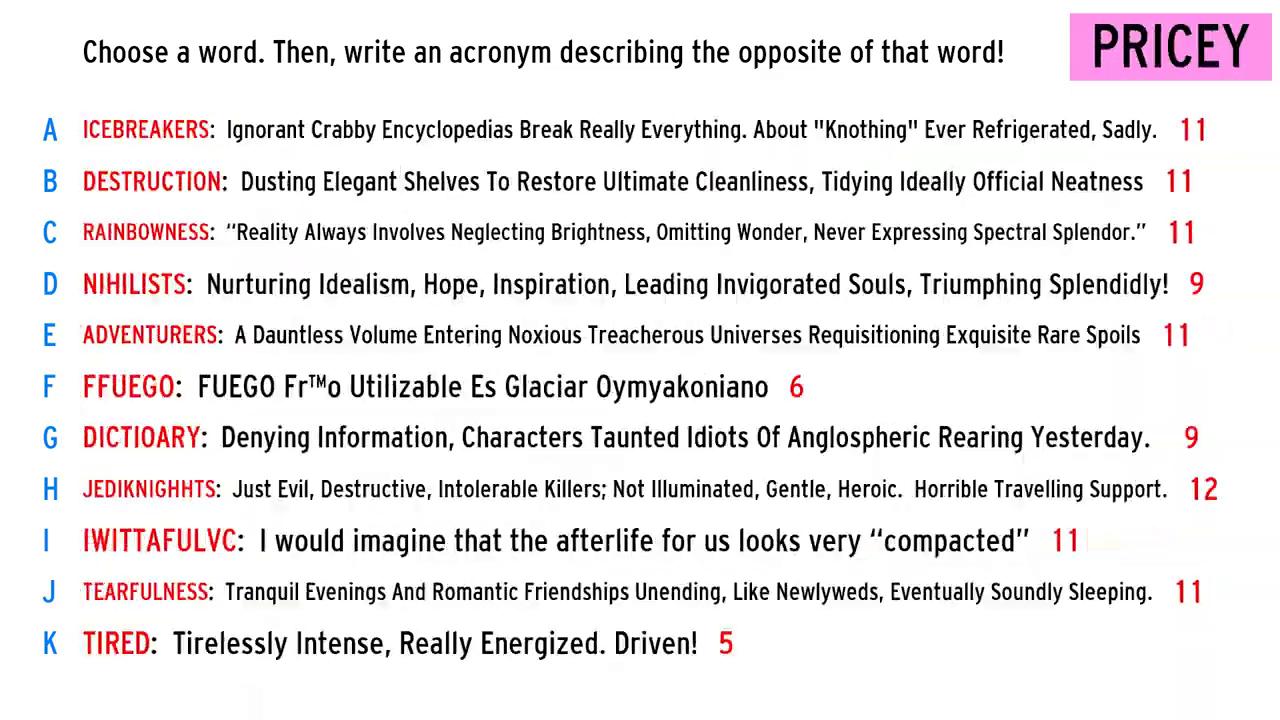 Choose a word. Then, write an acronym describing the opposite of that word!
PRICEY
A ICEBREAKERS: Ignorant Crabby Encyclopedias Break Really Everything. About "Knothing" Ever Refrigerated, Sadly. 11
B DESTRUCTION: Dusting Elegant Shelves To Restore Ultimate Cleanliness, Tidying Ideally Official Neatness 11
C RAINBOWNESS: “Reality Always Involves Neglecting Brightness, Omitting Wonder, Never Expressing Spectral Splendor.” 11
D NIHILISTS: Nurturing Idealism, Hope, Inspiration, Leading Invigorated Souls, Triumphing Splendidly! 9
E ADVENTURERS: A Dauntless Volume Entering Noxious Treacherous Universes Requisitioning Exquisite Rare Spoils 11
F FFUEGO: FUEGO Fr™o Utilizable Es Glaciar Oymyakoniano 6
G DICTIOARY: Denying Information, Characters Taunted Idiots Of Anglospheric Rearing Yesterday. 9
H JEDIKNIGHHTS: Just Evil, Destructive, Intolerable Killers; Not Illuminated, Gentle, Heroic. Horrible Travelling Support. 12
I IWITTAFULVC: I would imagine that the afterlife for us looks very “compacted” 11
J TEARFULNESS: Tranquil Evenings And Romantic Friendships Unending, Like Newlyweds, Eventually Soundly Sleeping. 11
K TIRED: Tirelessly Intense, Really Energized. Driven! 5